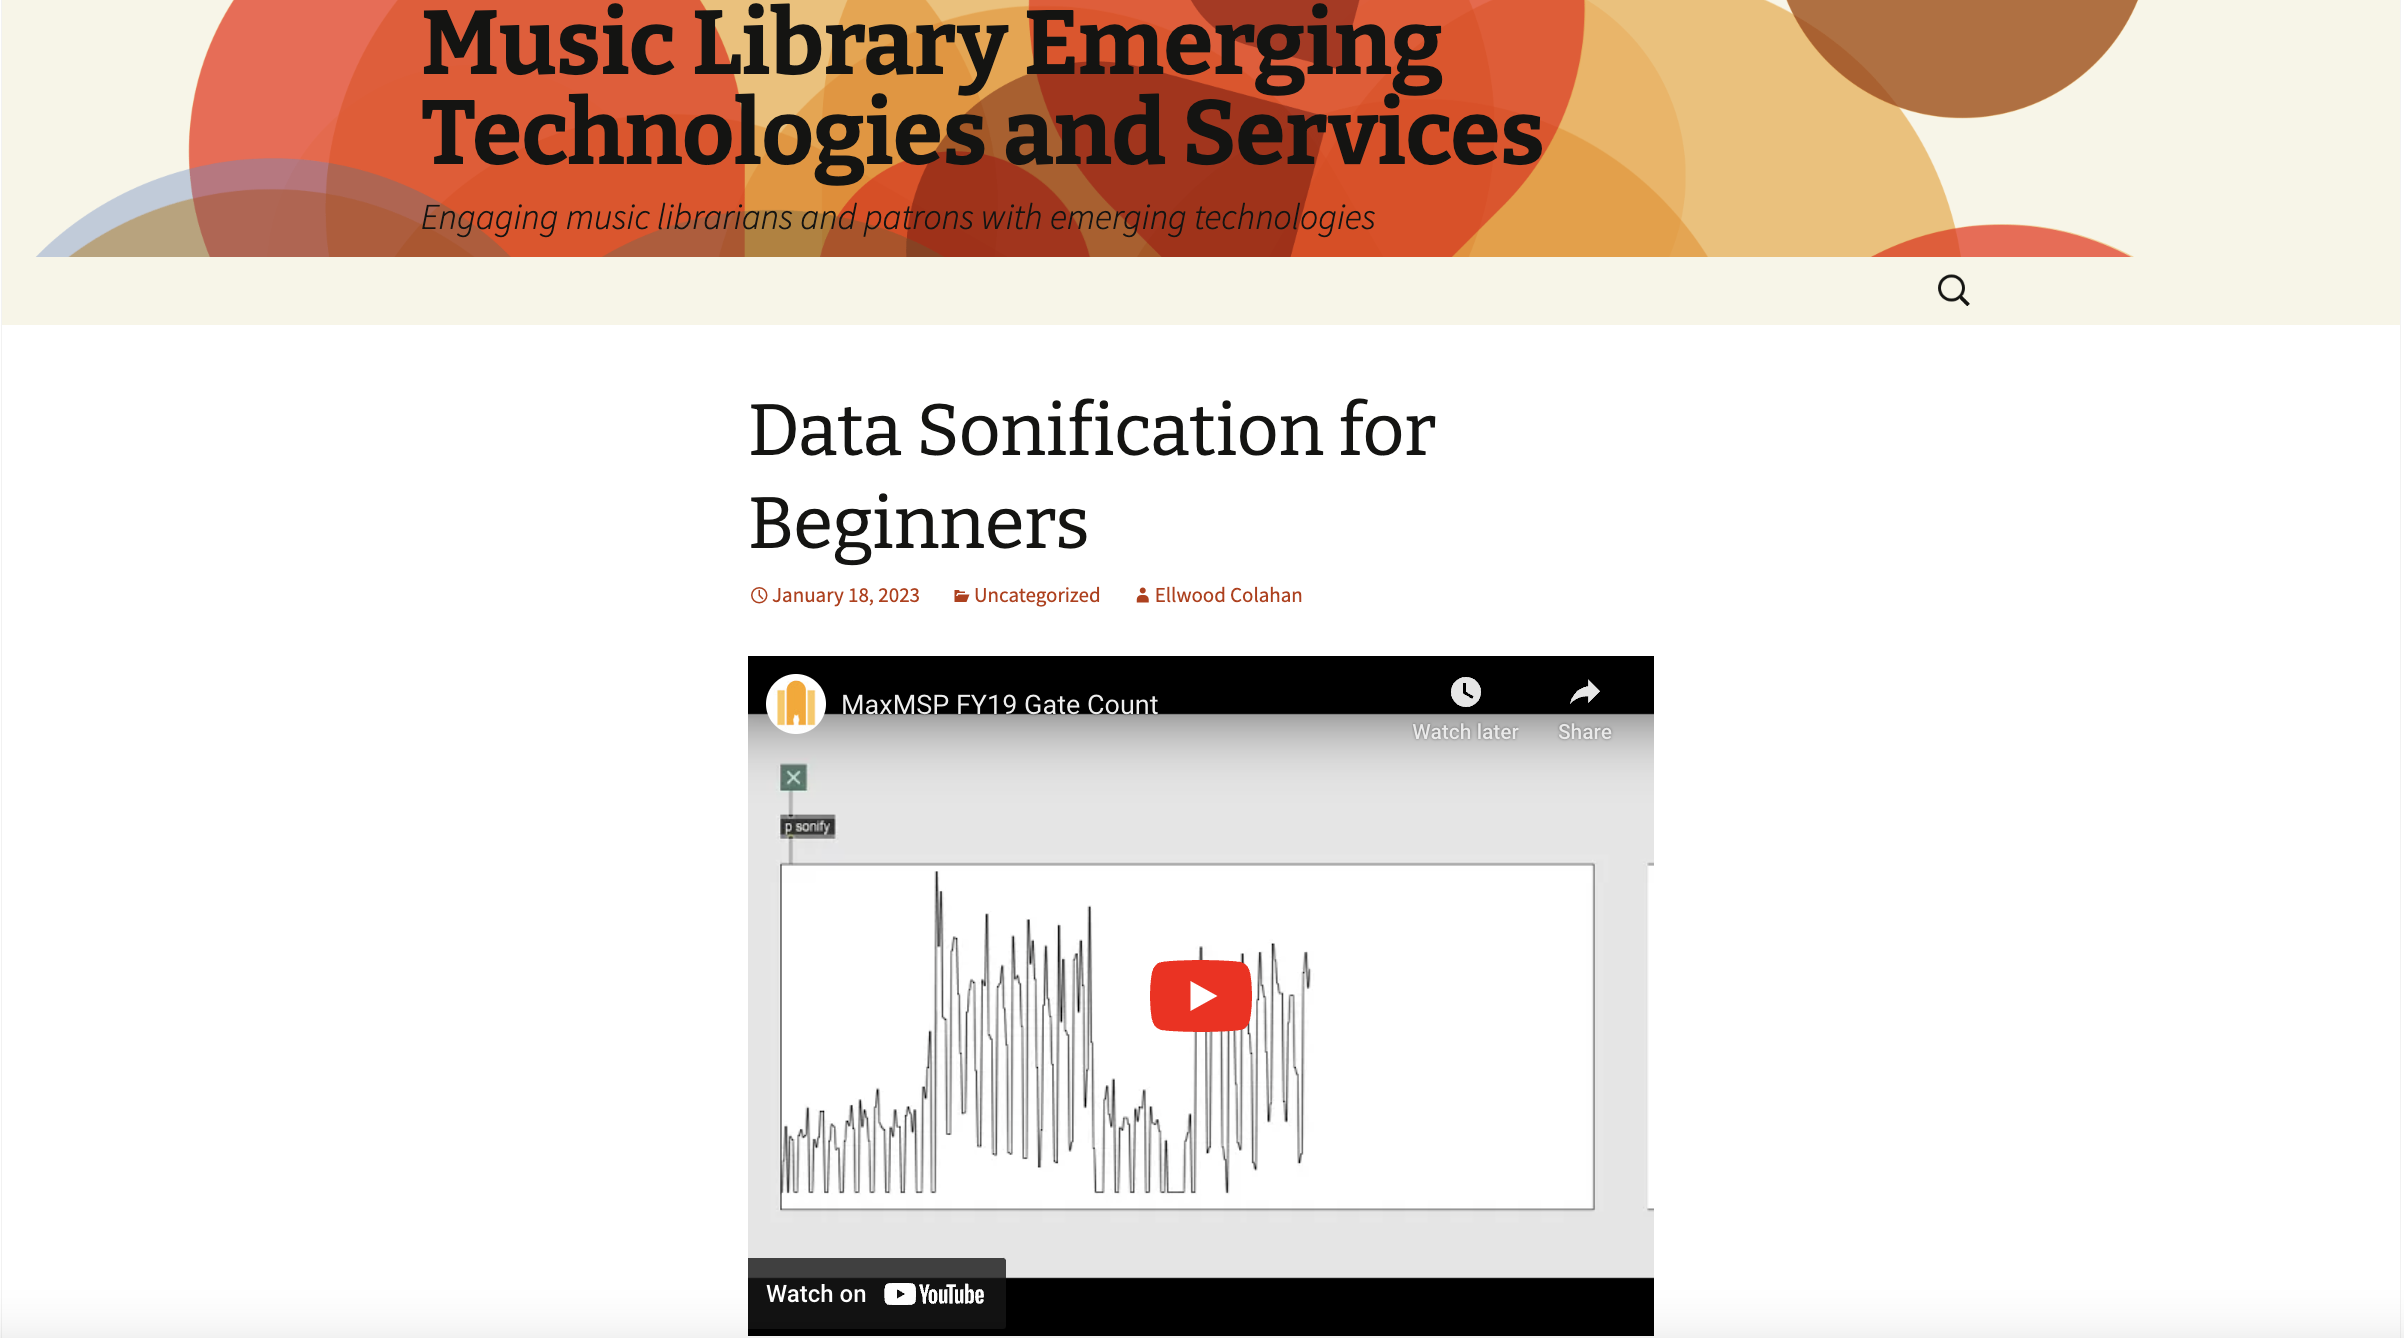 Music Library Emerging
Technologies and Services
Engaging music librarians and patrons with emerging technologies
Data Sonification for
Beginners
January 18, 2023 Uncategorized Ellwood Colahan
MaxMSP FY19 Gate Count
Watch later Share
p sonify
Watch on YouTube